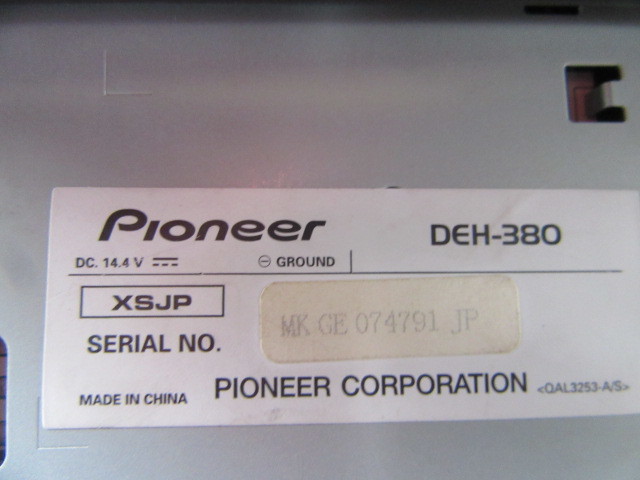 Pioneer DEH-380
DC. 14.4 V ⎓ ⊖ GROUND
XSJP
SERIAL NO. MK GE 074791 JP
MADE IN CHINA PIONEER CORPORATION <QAL3253-A/S>